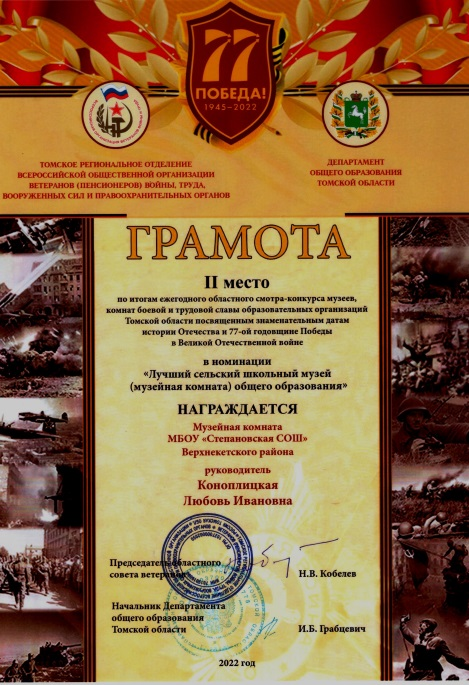 77
ПОБЕДА!
1945-2022
ТОМСКОЕ РЕГИОНАЛЬНОЕ ОТДЕЛЕНИЕ
ВСЕРОССИЙСКОЙ ОБЩЕСТВЕННОЙ ОРГАНИЗАЦИИ
ВЕТЕРАНОВ (ПЕНСИОНЕРОВ) ВОЙНЫ, ТРУДА,
ВООРУЖЕННЫХ СИЛ И ПРАВООХРАНИТЕЛЬНЫХ ОРГАНОВ
ДЕПАРТАМЕНТ
ОБЩЕГО ОБРАЗОВАНИЯ
ТОМСКОЙ ОБЛАСТИ
ГРАМОТА
II место
по итогам ежегодного областного смотра-конкурса музеев,
комнат боевой и трудовой славы образовательных организаций
Томской области посвященным знаменательным датам
истории Отечества и 77-ой годовщине Победы
в Великой Отечественной войне
в номинации
«Лучший сельский школьный музей
(музейная комната) общего образования»
НАГРАЖДАЕТСЯ
Музейная комната
МБОУ «Степановская СОШ»
Верхнекетского района
руководитель
Коноплицкая
Любовь Ивановна
Председатель областного
совета ветеранов
Н.В. Кобелев
Начальник Департамента
общего образования
Томской области
И.Б. Грабцевич
2022 год